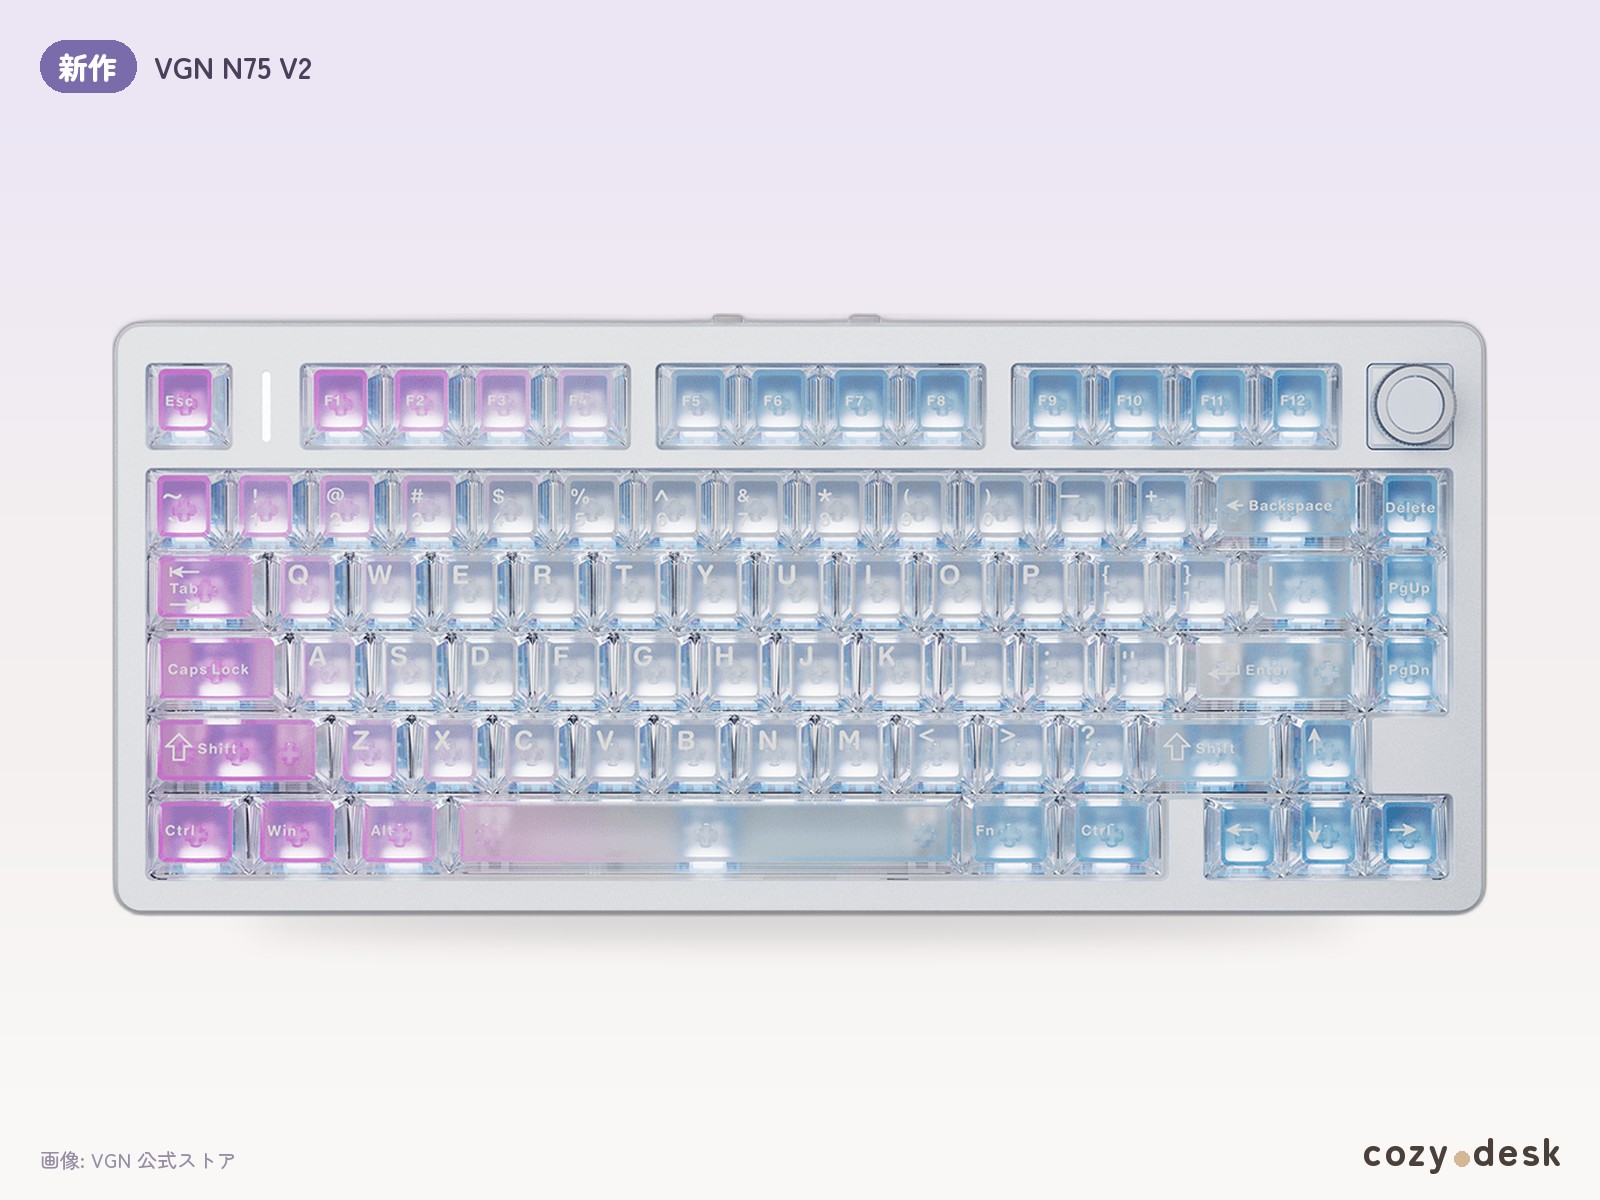 新作 VGN N75 V2
Esc F1 F2 F3 F4 F5 F6 F7 F8 F9 F10 F11 F12
~ ! @ # $ % ^ & * ( ) — + ← Backspace Delete
Tab Q W E R T Y U I O P { } | \ PgUp
Caps Lock A S D F G H J K L : " Enter PgDn
⇧ Shift Z X C V B N M < > ? / ⇧ Shift ↑
Ctrl Win Alt Fn Ctrl ← ↓ →
画像: VGN 公式ストア
cozy desk